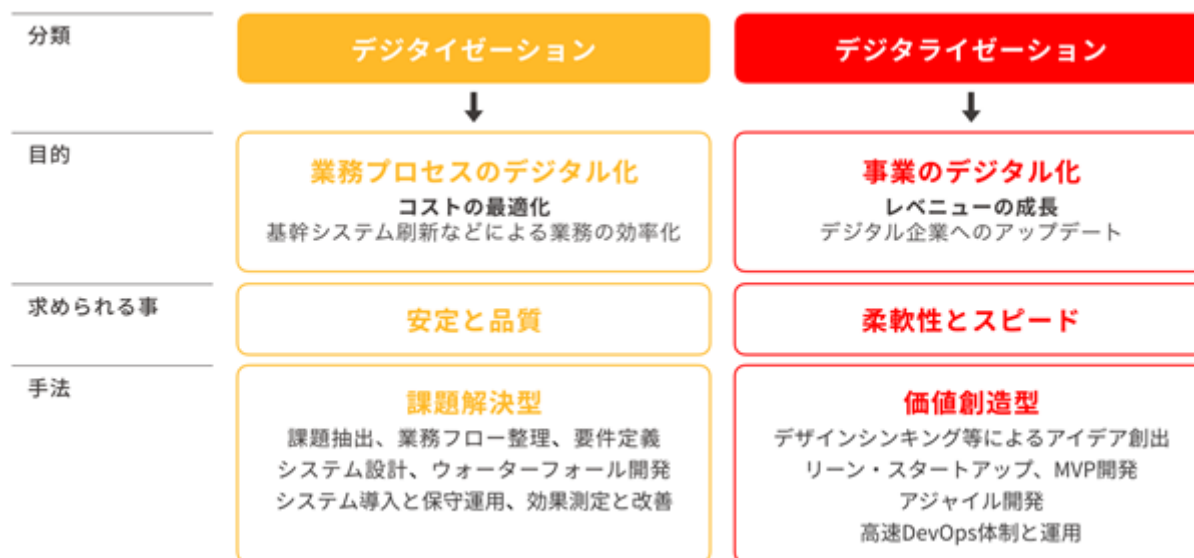 分類
デジタイゼーション
デジタライゼーション
目的
業務プロセスのデジタル化
コストの最適化
基幹システム刷新などによる業務の効率化
事業のデジタル化
レベニューの成長
デジタル企業へのアップデート
求められる事
安定と品質
柔軟性とスピード
手法
課題解決型
課題抽出、業務フロー整理、要件定義
システム設計、ウォーターフォール開発
システム導入と保守運用、効果測定と改善
価値創造型
デザインシンキング等によるアイデア創出
リーン・スタートアップ、MVP開発
アジャイル開発
高速DevOps体制と運用